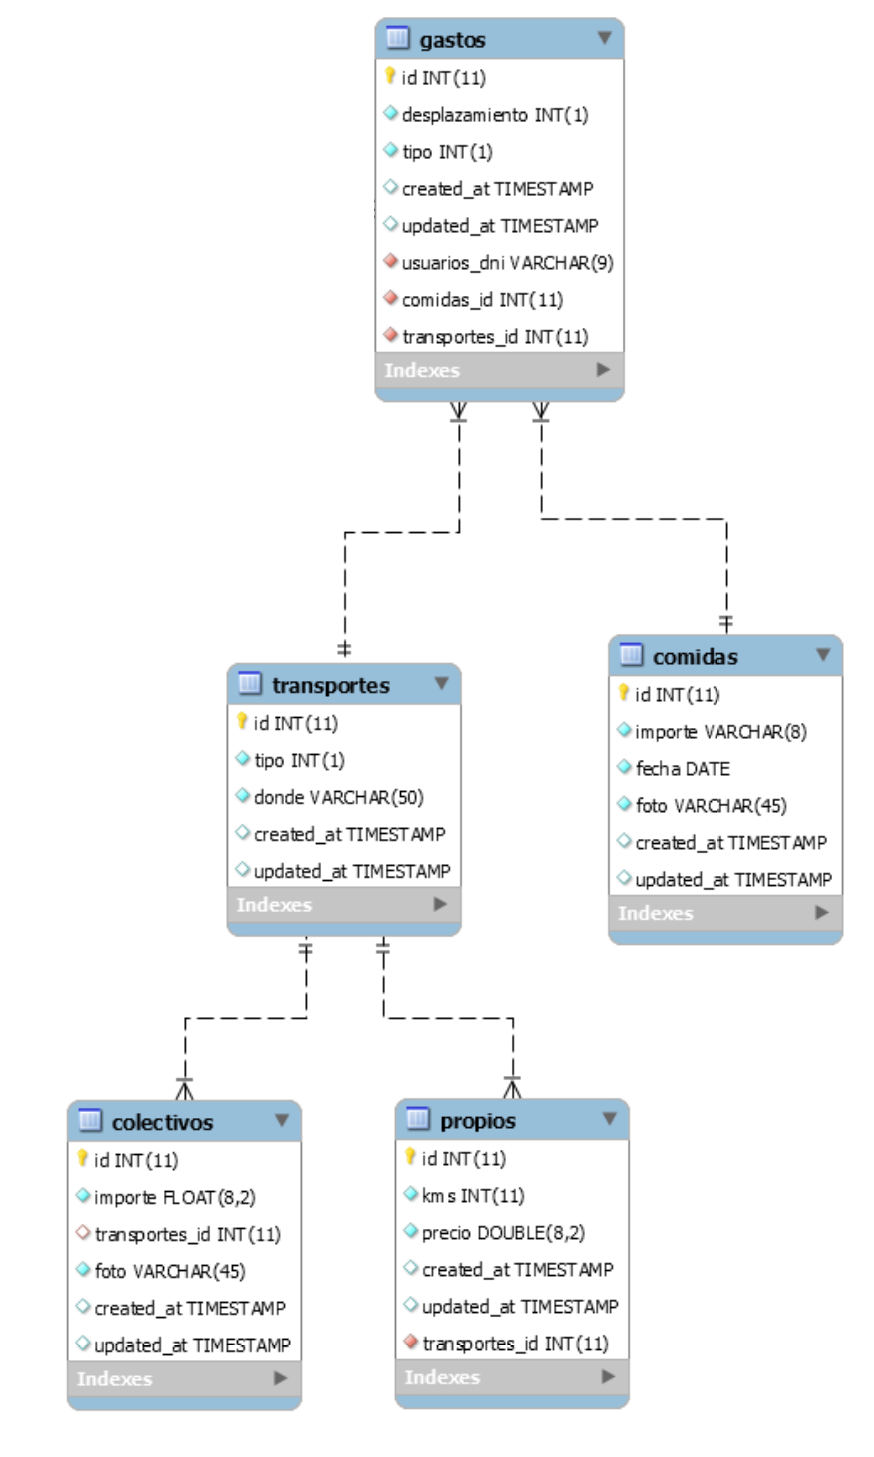 gastos
id INT(11)
desplazamiento INT(1)
tipo INT(1)
created_at TIMESTAMP
updated_at TIMESTAMP
usuarios_dni VARCHAR(9)
comidas_id INT(11)
transportes_id INT(11)
Indexes
transportes
id INT(11)
tipo INT(1)
donde VARCHAR(50)
created_at TIMESTAMP
updated_at TIMESTAMP
Indexes
comidas
id INT(11)
importe VARCHAR(8)
fecha DATE
foto VARCHAR(45)
created_at TIMESTAMP
updated_at TIMESTAMP
Indexes
colectivos
id INT(11)
importe FLOAT(8,2)
transportes_id INT(11)
foto VARCHAR(45)
created_at TIMESTAMP
updated_at TIMESTAMP
Indexes
propios
id INT(11)
kms INT(11)
precio DOUBLE(8,2)
created_at TIMESTAMP
updated_at TIMESTAMP
transportes_id INT(11)
Indexes